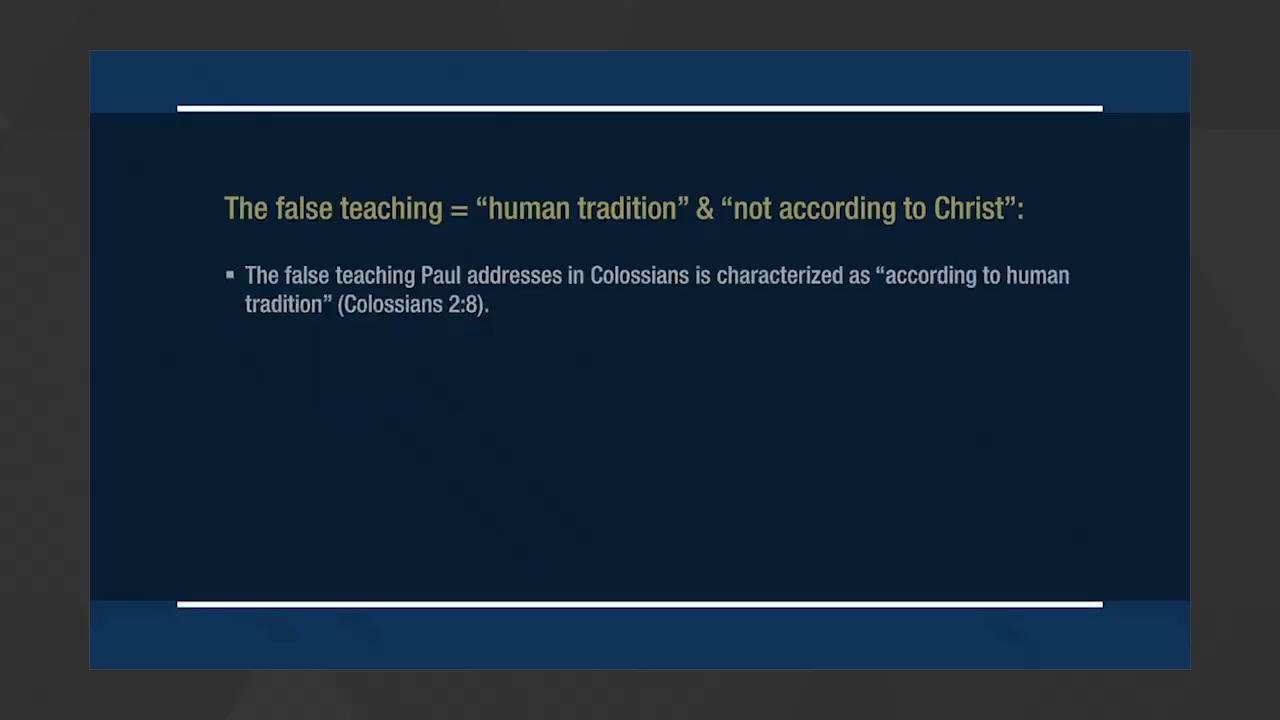 The false teaching = “human tradition” & “not according to Christ”:
▪ The false teaching Paul addresses in Colossians is characterized as “according to human
tradition” (Colossians 2:8).